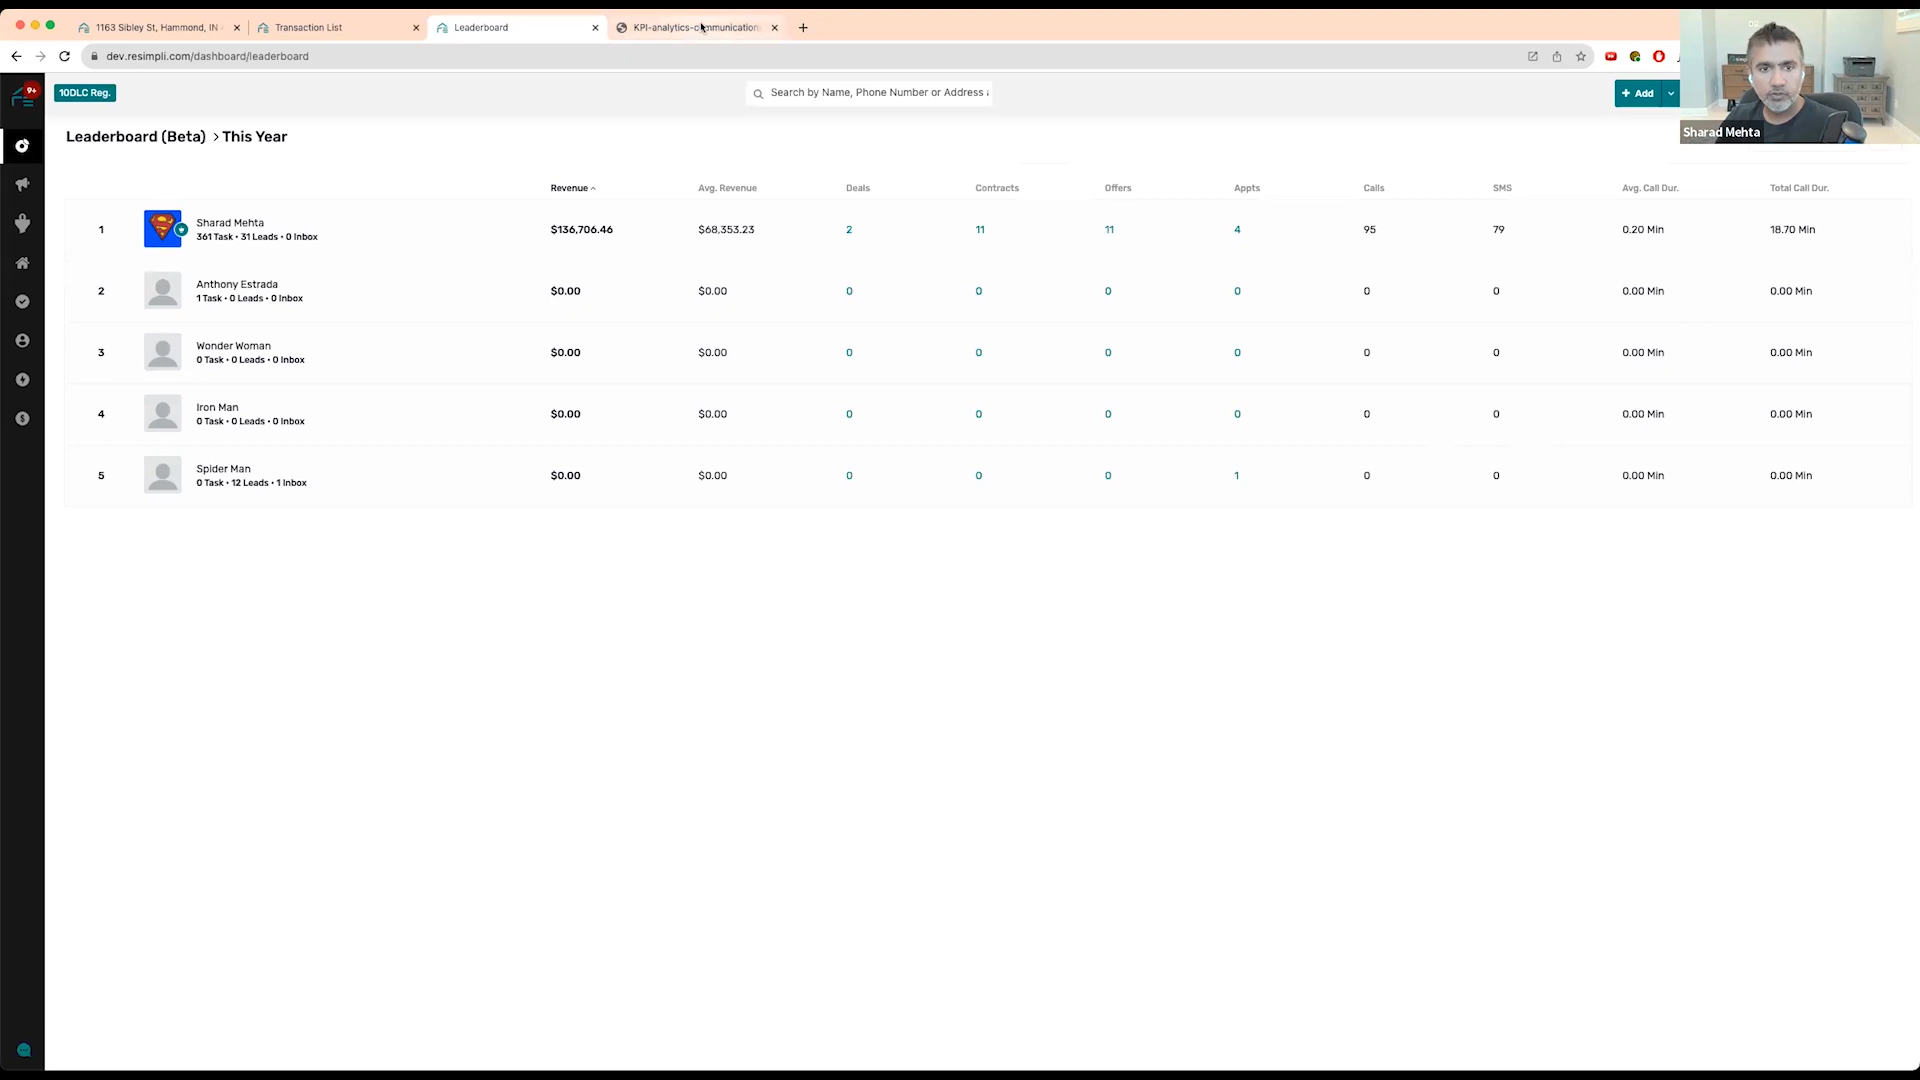 1163 Sibley St, Hammond, IN
Transaction List
Leaderboard
KPI-analytics-communication
dev.resimpli.com/dashboard/leaderboard
9+
10DLC Reg.
Search by Name, Phone Number or Address
+ Add
Sharad Mehta
Leaderboard (Beta) > This Year
Revenue Avg. Revenue Deals Contracts Offers Appts Calls SMS Avg. Call Dur. Total Call Dur.
1 Sharad Mehta $136,706.46 $68,353.23 2 11 11 4 95 79 0.20 Min 18.70 Min
361 Task • 31 Leads • 0 Inbox
2 Anthony Estrada $0.00 $0.00 0 0 0 0 0 0 0.00 Min 0.00 Min
1 Task • 0 Leads • 0 Inbox
3 Wonder Woman $0.00 $0.00 0 0 0 0 0 0 0.00 Min 0.00 Min
0 Task • 0 Leads • 0 Inbox
4 Iron Man $0.00 $0.00 0 0 0 0 0 0 0.00 Min 0.00 Min
0 Task • 0 Leads • 0 Inbox
5 Spider Man $0.00 $0.00 0 0 0 1 0 0 0.00 Min 0.00 Min
0 Task • 12 Leads • 1 Inbox